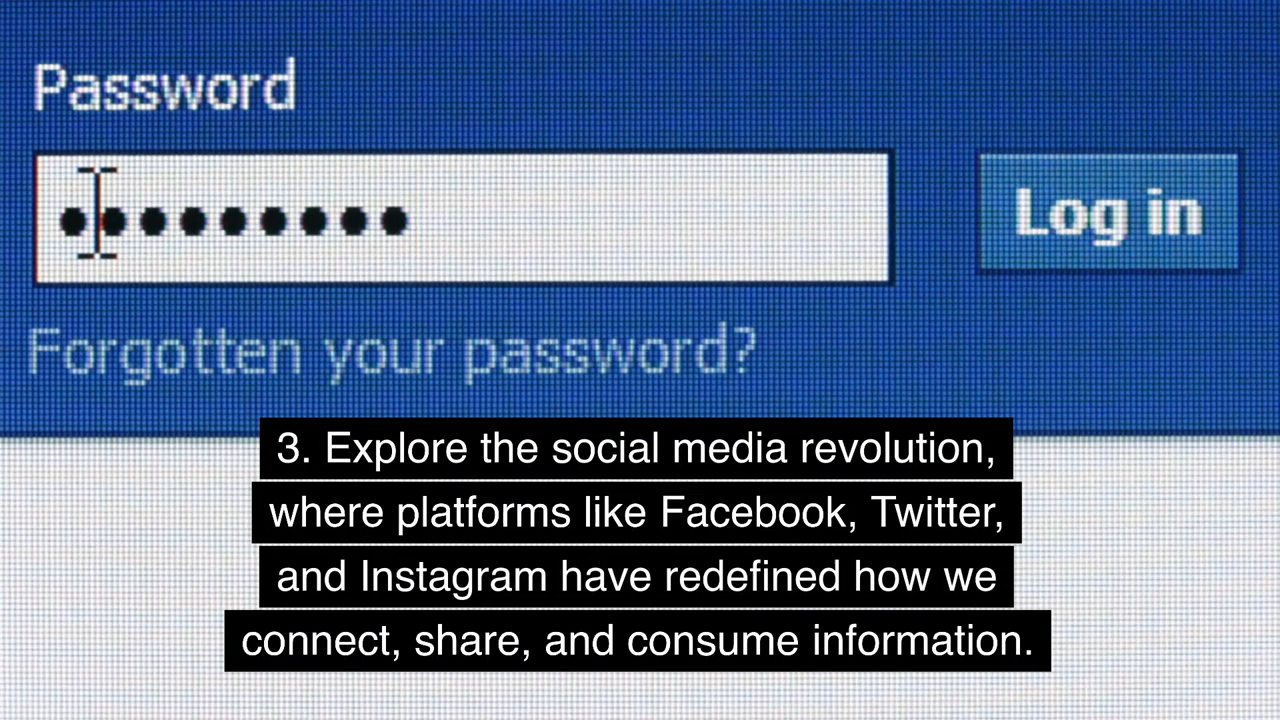 Password
Log in
Forgotten your password?
3. Explore the social media revolution,
where platforms like Facebook, Twitter,
and Instagram have redefined how we
connect, share, and consume information.